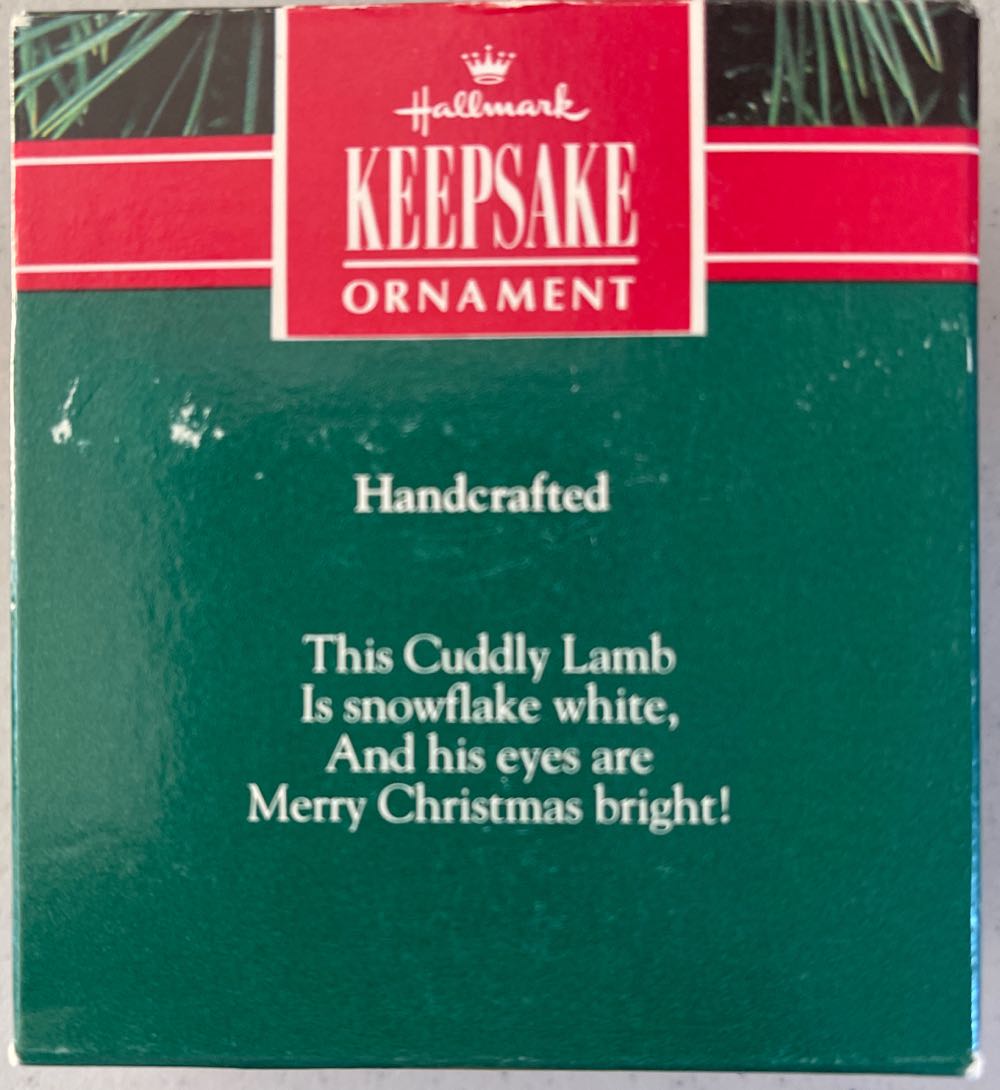 Hallmark
KEEPSAKE
ORNAMENT
Handcrafted
This Cuddly Lamb
Is snowflake white,
And his eyes are
Merry Christmas bright!